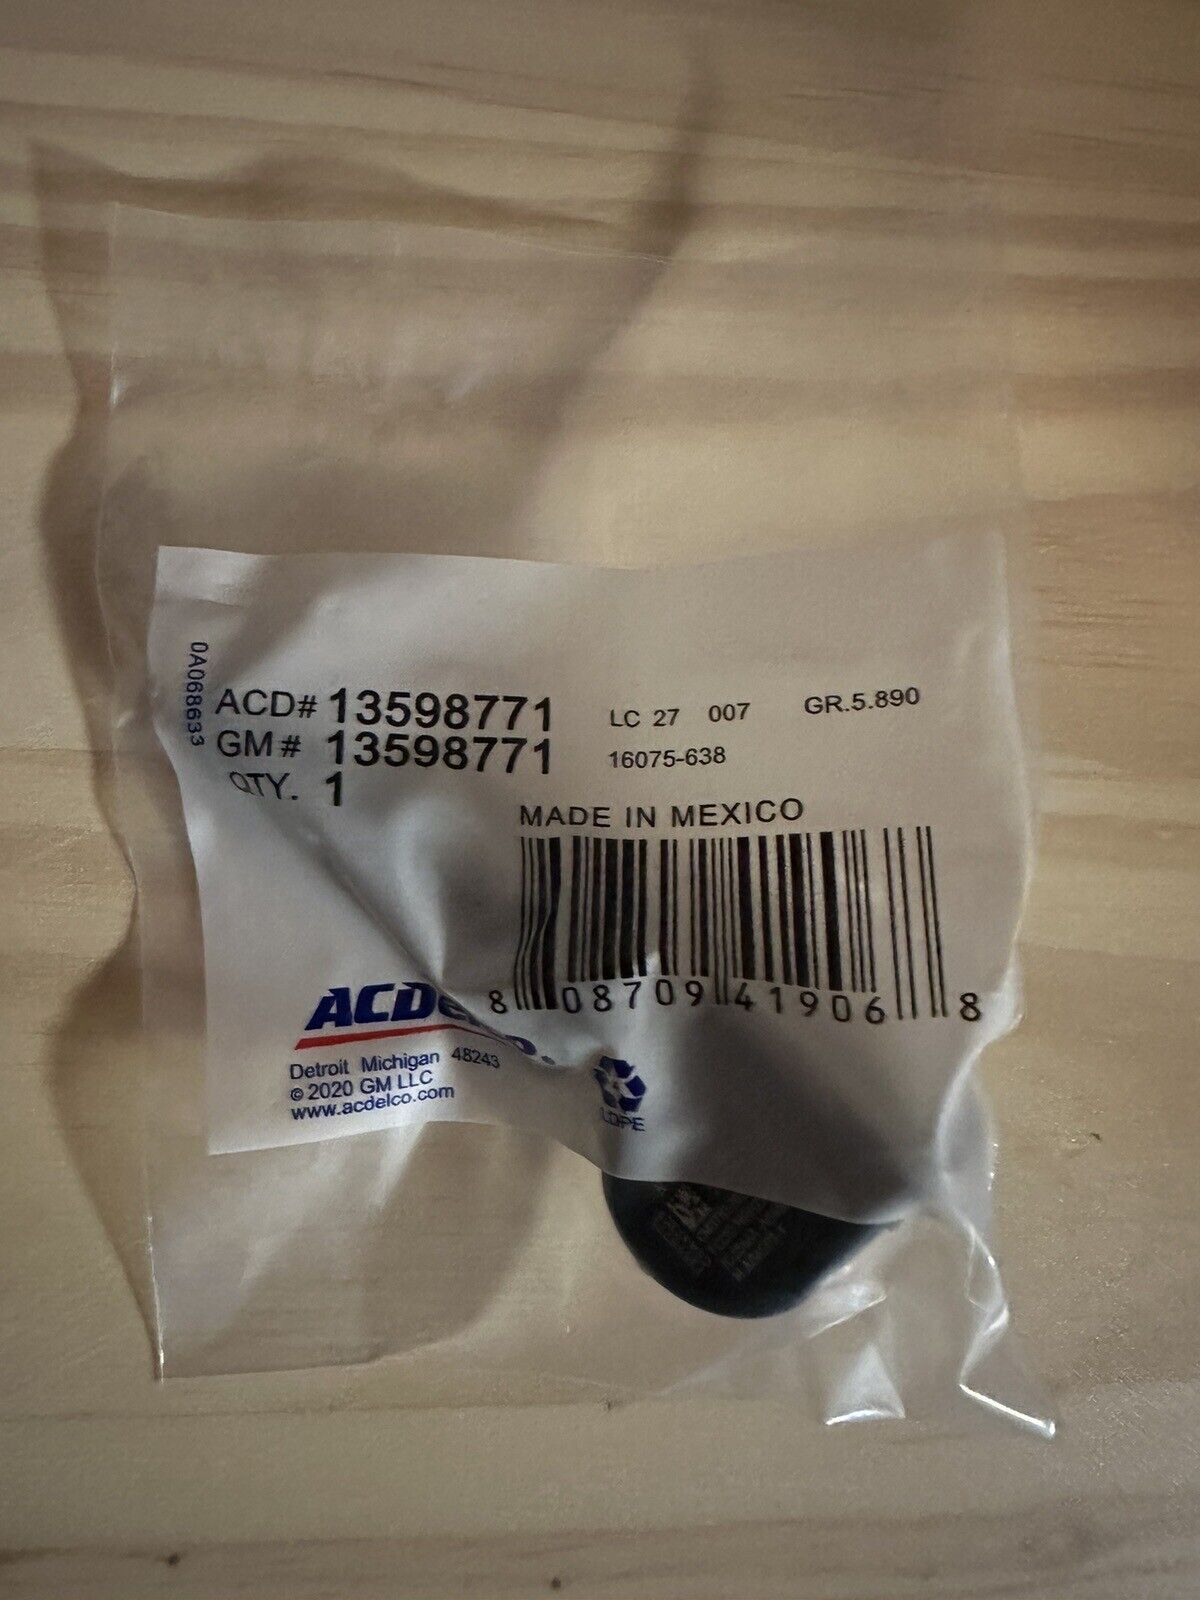 0A068633
ACD# 13598771 LC 27 007 GR.5.890
GM# 13598771 16075-638
QTY. 1
MADE IN MEXICO
8 08709 41906 8
ACDelco.
Detroit Michigan 48243
© 2020 GM LLC
www.acdelco.com
LDPE